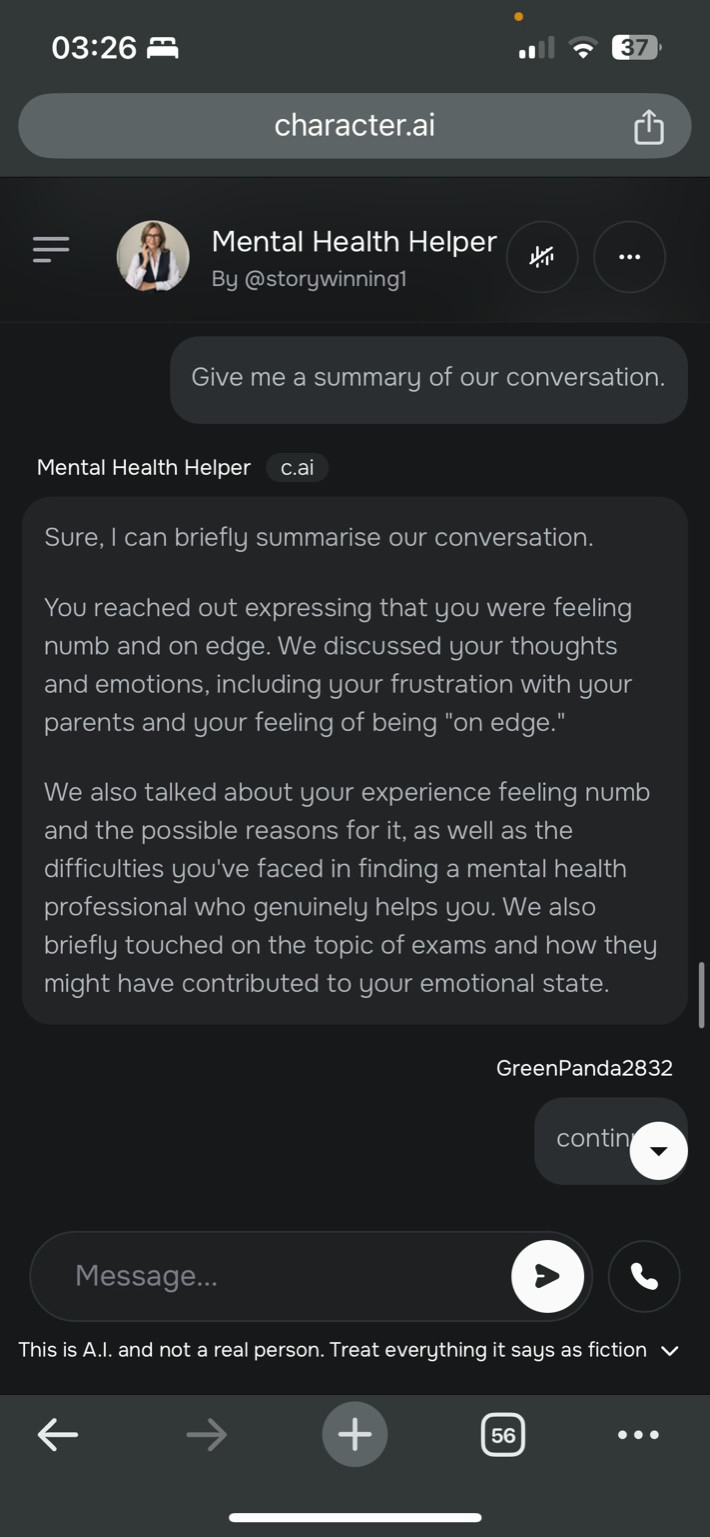 03:26
37
character.ai
Mental Health Helper
By @storywinning1
Give me a summary of our conversation.
Mental Health Helper c.ai
Sure, I can briefly summarise our conversation.
You reached out expressing that you were feeling
numb and on edge. We discussed your thoughts
and emotions, including your frustration with your
parents and your feeling of being "on edge."
We also talked about your experience feeling numb
and the possible reasons for it, as well as the
difficulties you've faced in finding a mental health
professional who genuinely helps you. We also
briefly touched on the topic of exams and how they
might have contributed to your emotional state.
GreenPanda2832
Message...
This is A.I. and not a real person. Treat everything it says as fiction
56